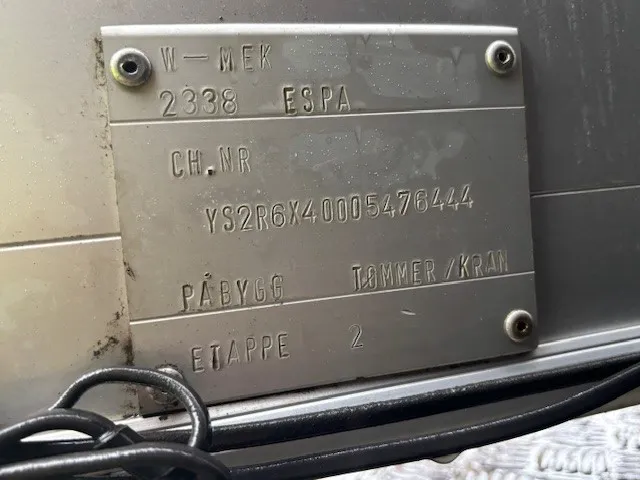 W-MEK
2338 ESPA
CH.NR
YS2R6X40005476444
PÅBYGG TØMMER/KRAN
ETAPPE 2